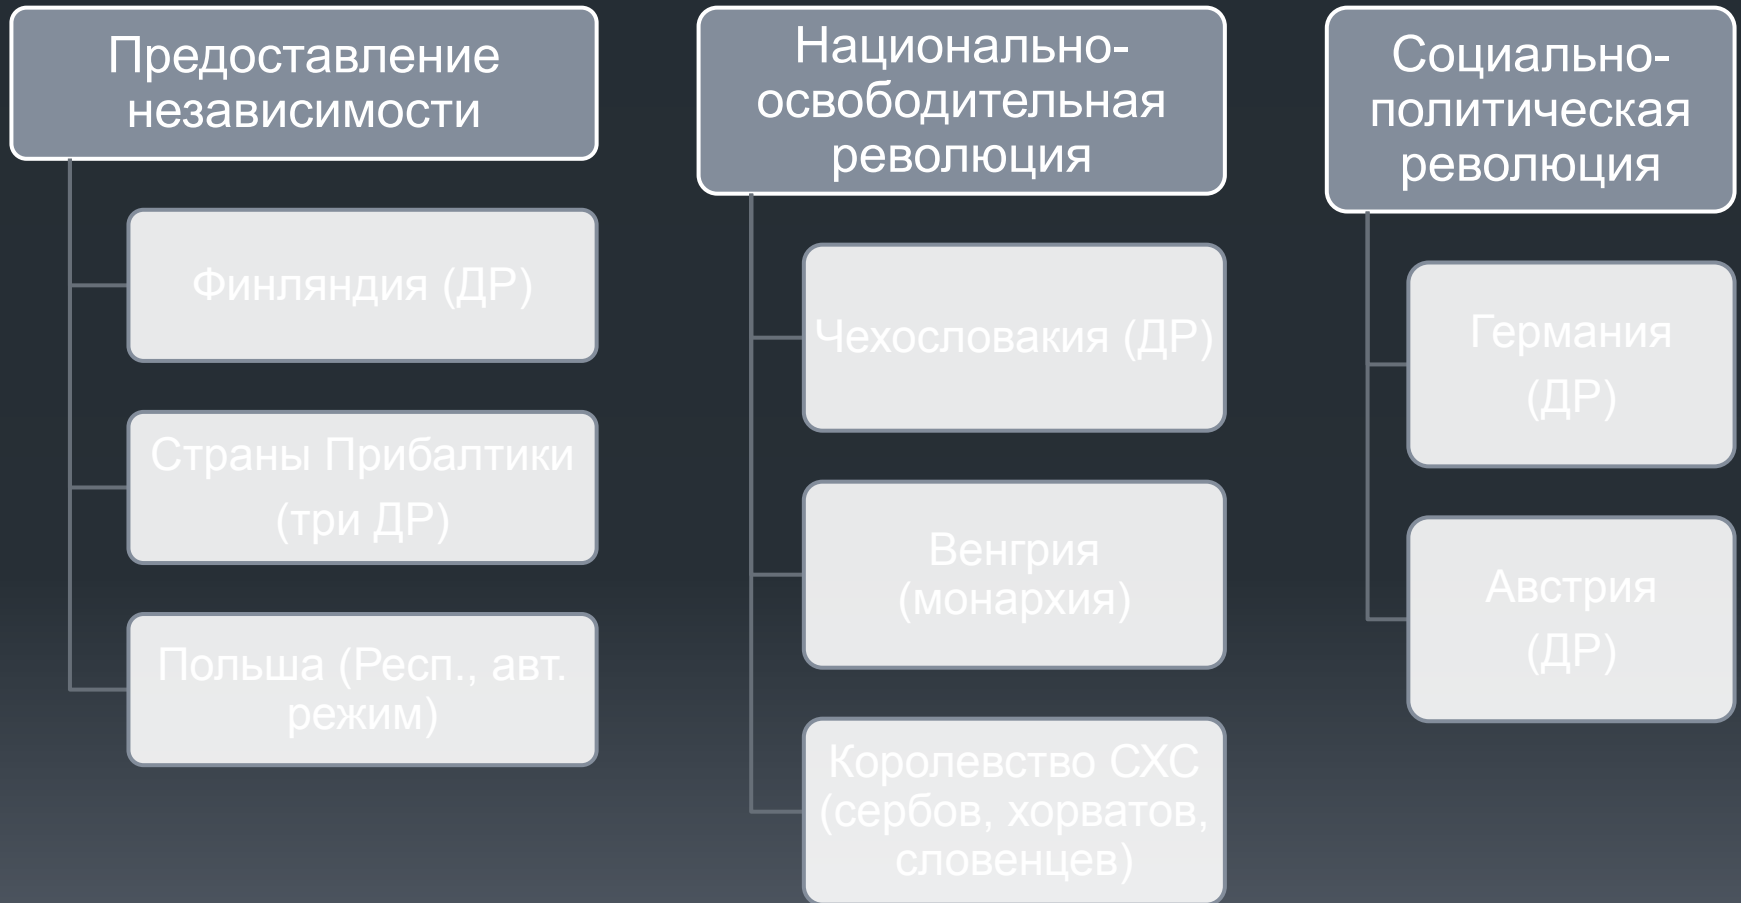 Предоставление
независимости
Финляндия (ДР)
Страны Прибалтики
(три ДР)
Польша (Респ., авт.
режим)
Национально-
освободительная
революция
Чехословакия (ДР)
Венгрия
(монархия)
Королевство СХС
(сербов, хорватов,
словенцев)
Социально-
политическая
революция
Германия
(ДР)
Австрия
(ДР)